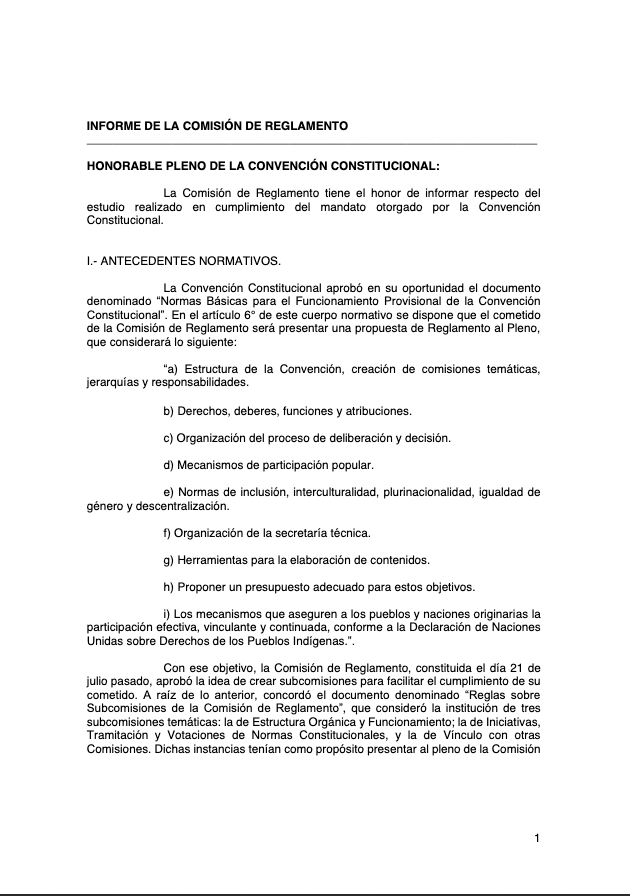 INFORME DE LA COMISIÓN DE REGLAMENTO
HONORABLE PLENO DE LA CONVENCIÓN CONSTITUCIONAL:
La Comisión de Reglamento tiene el honor de informar respecto del
estudio realizado en cumplimiento del mandato otorgado por la Convención
Constitucional.
I.- ANTECEDENTES NORMATIVOS.
La Convención Constitucional aprobó en su oportunidad el documento
denominado “Normas Básicas para el Funcionamiento Provisional de la Convención
Constitucional”. En el artículo 6° de este cuerpo normativo se dispone que el cometido
de la Comisión de Reglamento será presentar una propuesta de Reglamento al Pleno,
que considerará lo siguiente:
“a) Estructura de la Convención, creación de comisiones temáticas,
jerarquías y responsabilidades.
b) Derechos, deberes, funciones y atribuciones.
c) Organización del proceso de deliberación y decisión.
d) Mecanismos de participación popular.
e) Normas de inclusión, interculturalidad, plurinacionalidad, igualdad de
género y descentralización.
f) Organización de la secretaría técnica.
g) Herramientas para la elaboración de contenidos.
h) Proponer un presupuesto adecuado para estos objetivos.
i) Los mecanismos que aseguren a los pueblos y naciones originarias la
participación efectiva, vinculante y continuada, conforme a la Declaración de Naciones
Unidas sobre Derechos de los Pueblos Indígenas.”.
Con ese objetivo, la Comisión de Reglamento, constituida el día 21 de
julio pasado, aprobó la idea de crear subcomisiones para facilitar el cumplimiento de su
cometido. A raíz de lo anterior, concordó el documento denominado “Reglas sobre
Subcomisiones de la Comisión de Reglamento”, que consideró la institución de tres
subcomisiones temáticas: la de Estructura Orgánica y Funcionamiento; la de Iniciativas,
Tramitación y Votaciones de Normas Constitucionales, y la de Vínculo con otras
Comisiones. Dichas instancias tenían como propósito presentar al pleno de la Comisión
1